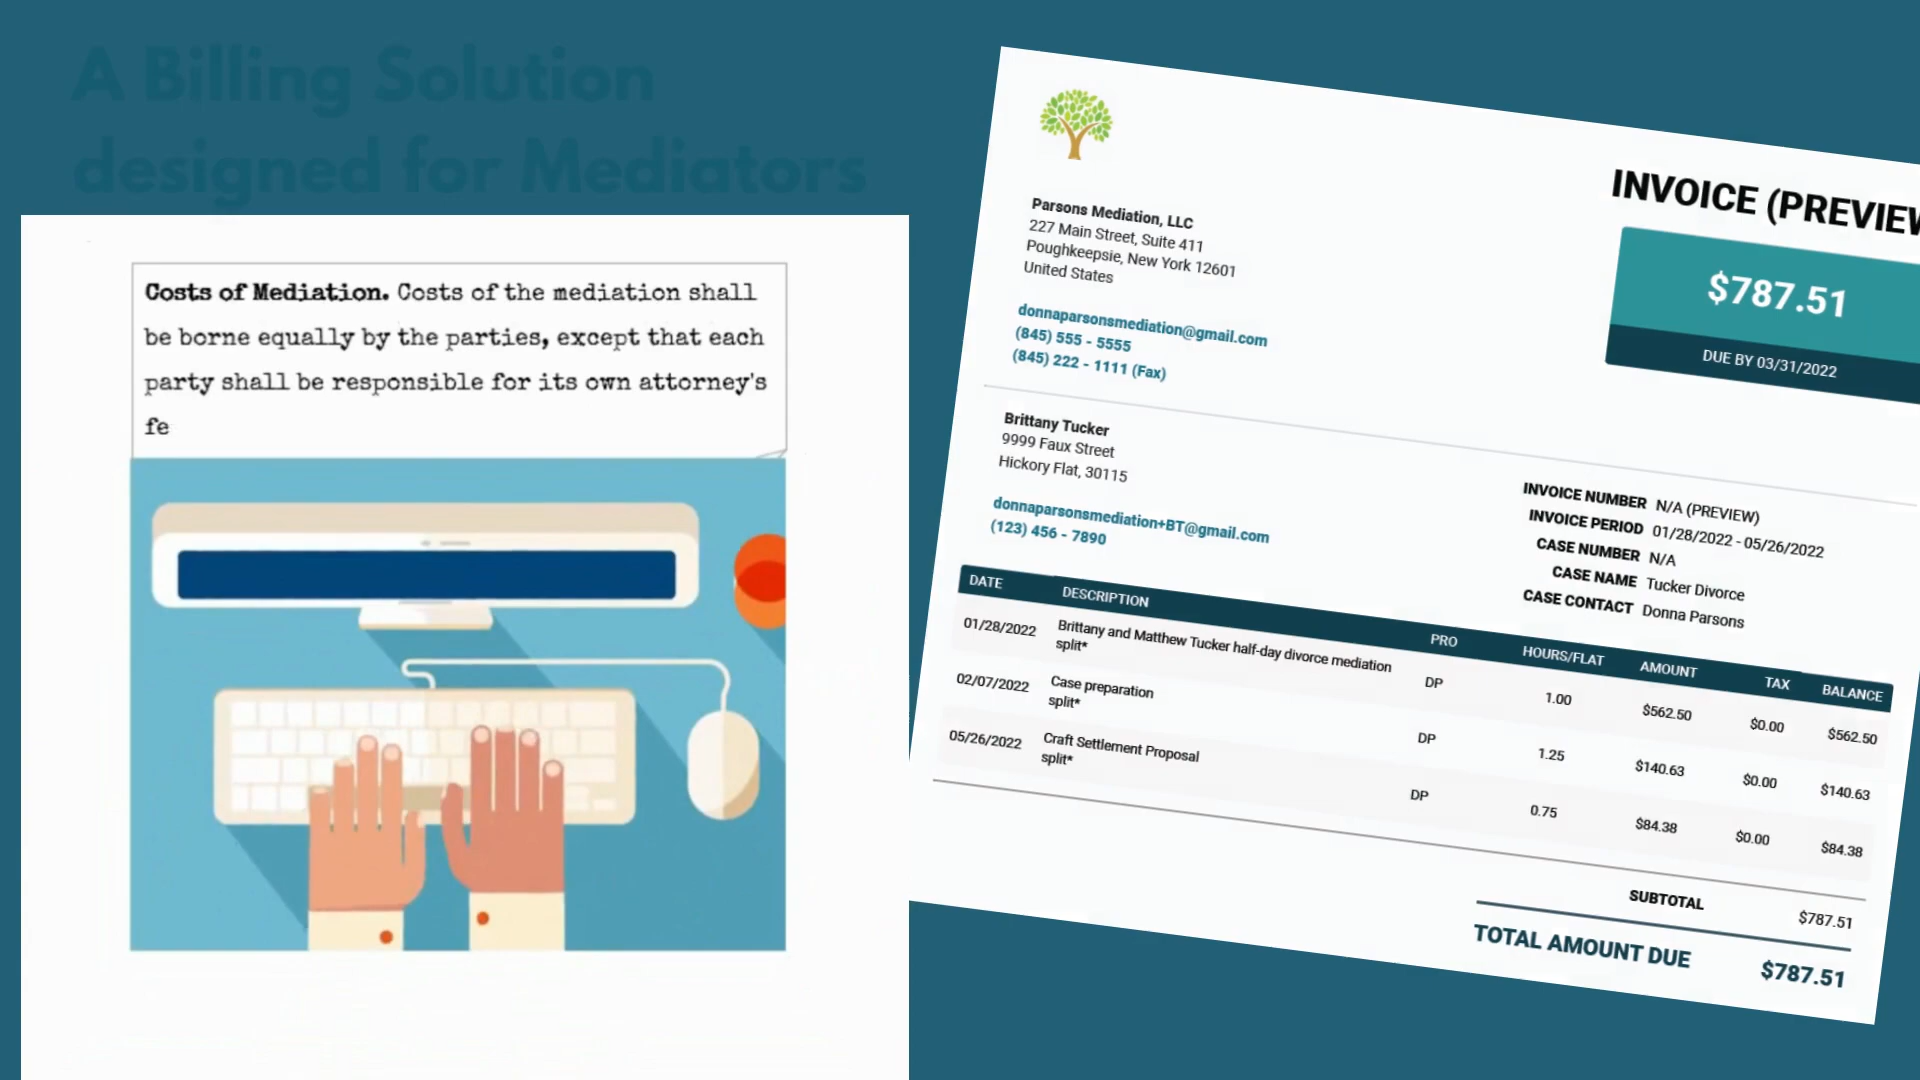 A Billing Solution
designed for Mediators
Costs of Mediation. Costs of the mediation shall
be borne equally by the parties, except that each
party shall be responsible for its own attorney's
fe
INVOICE (PREVIEW
$787.51
DUE BY 03/31/2022
Parsons Mediation, LLC
227 Main Street, Suite 411
Poughkeepsie, New York 12601
United States
donnaparsonsmediation@gmail.com
(845) 555 - 5555
(845) 222 - 1111 (Fax)
Brittany Tucker
9999 Faux Street
Hickory Flat, 30115
donnaparsonsmediation+BT@gmail.com
(123) 456 - 7890
INVOICE NUMBER N/A (PREVIEW)
INVOICE PERIOD 01/28/2022 - 05/26/2022
CASE NUMBER N/A
CASE NAME Tucker Divorce
CASE CONTACT Donna Parsons
DATE DESCRIPTION PRO HOURS/FLAT AMOUNT TAX BALANCE
01/28/2022 Brittany and Matthew Tucker half-day divorce mediation DP 1.00 $562.50 $0.00 $562.50
split*
02/07/2022 Case preparation DP 1.25 $140.63 $0.00 $140.63
split*
05/26/2022 Craft Settlement Proposal DP 0.75 $84.38 $0.00 $84.38
split*
SUBTOTAL $787.51
TOTAL AMOUNT DUE $787.51